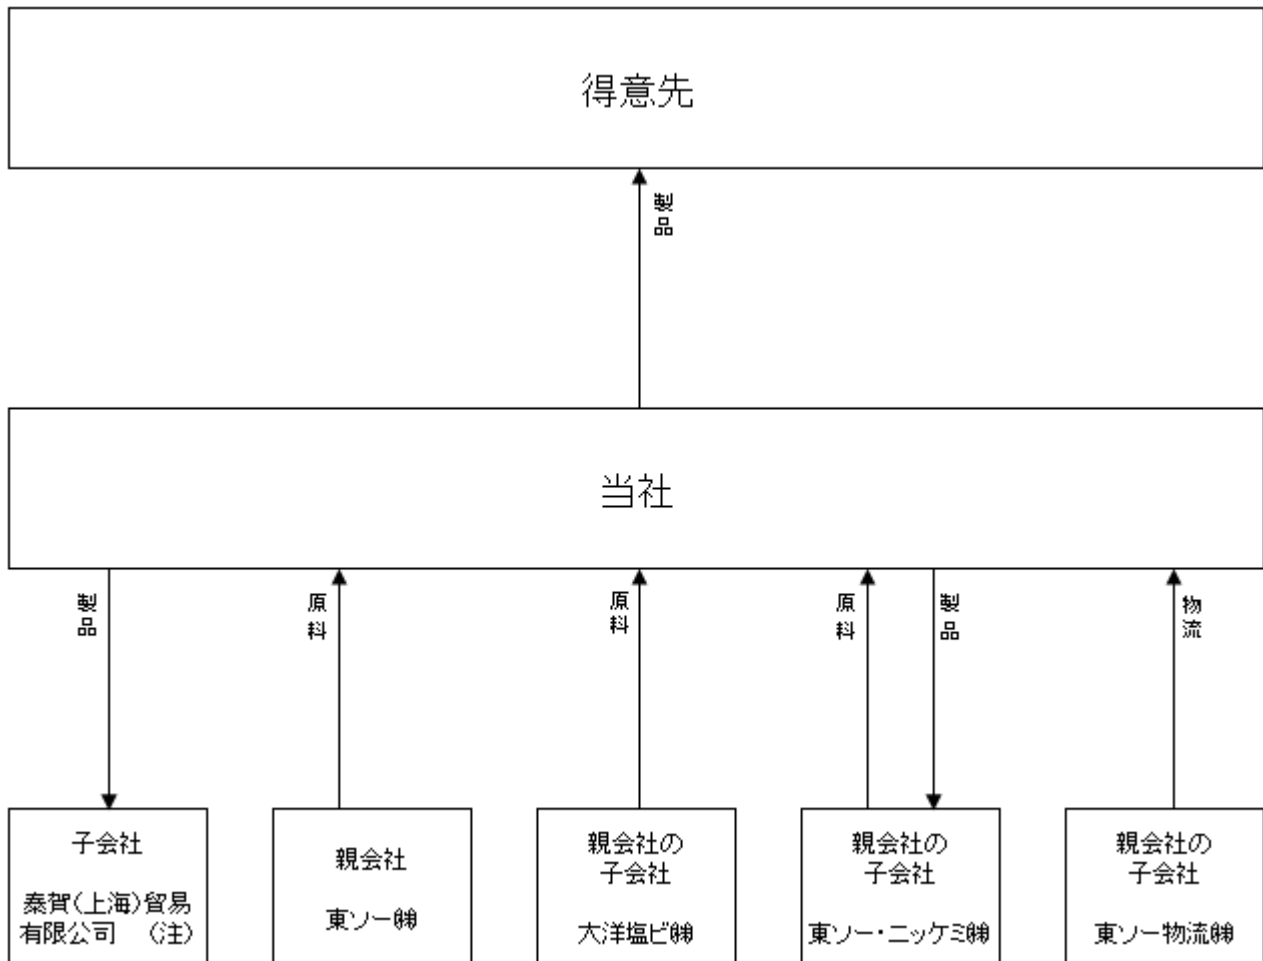 得意先
製品
当社
製品
原料
原料
原料
製品
物流
子会社
泰賀(上海)貿易
有限公司 (注)
親会社
東ソー㈱
親会社の
子会社
大洋塩ビ㈱
親会社の
子会社
東ソー・ニッケミ㈱
親会社の
子会社
東ソー物流㈱